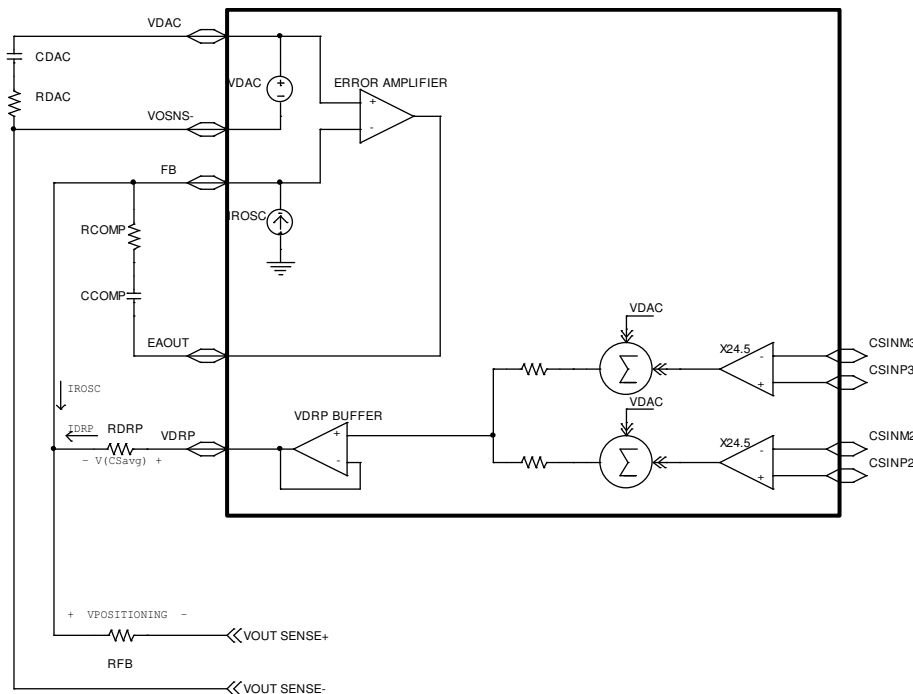 VDAC
CDAC
RDAC
VDAC
+
-
ERROR AMPLIFIER
+
-
VOSNS-
FB
IROSC
RCOMP
CCOMP
EAOUT
VDAC
X24.5
-
+
CSINM3
CSINP3
Σ
IROSC
IDRP
RDRP
VDRP
- V(CSavg) +
VDRP BUFFER
+
-
VDAC
X24.5
-
+
CSINM2
CSINP2
Σ
+ VPOSITIONING -
VOUT SENSE+
RFB
VOUT SENSE-